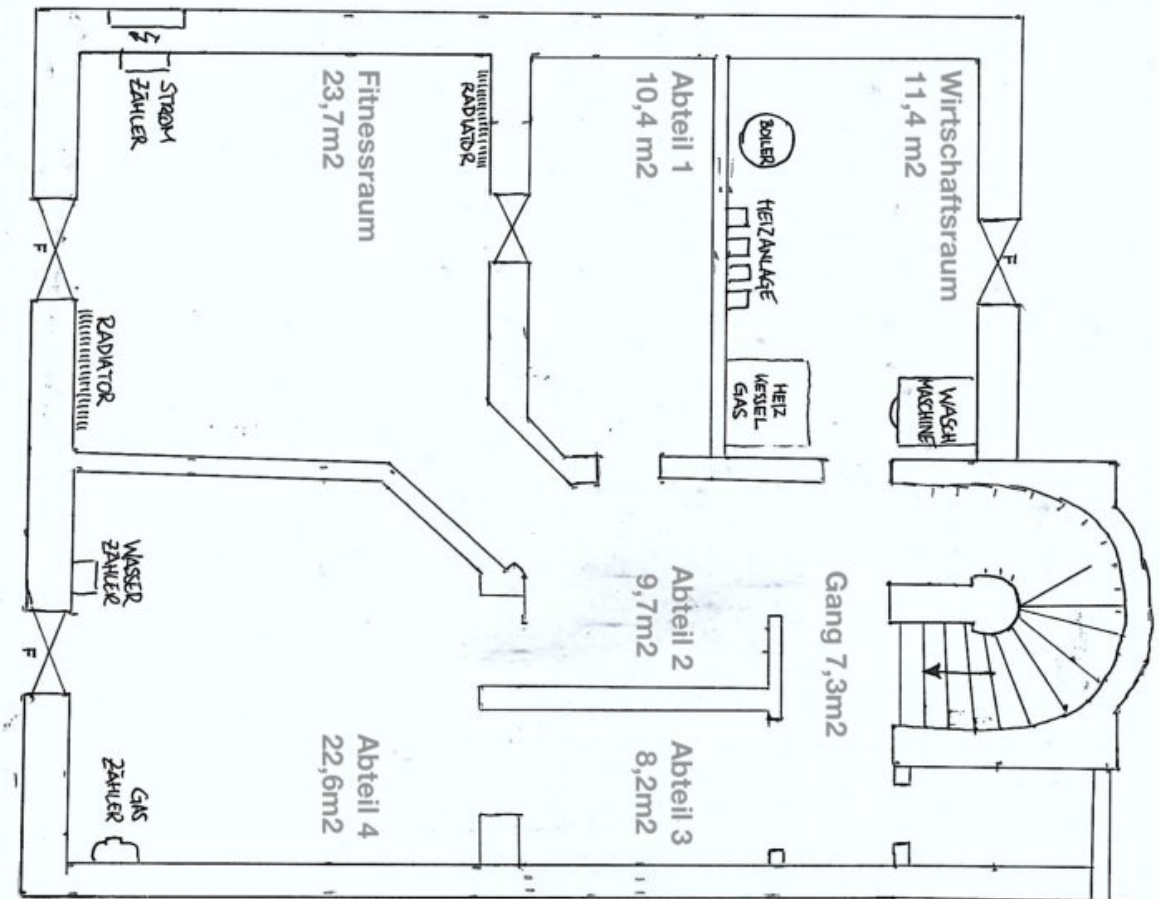 F
Wirtschaftsraum
11,4 m2
WASCH
MASCHINE
BOILER
HEIZANLAGE
HEIZ
KESSEL
GAS
Gang 7,3m2
Abteil 1
10,4 m2
Abteil 2
9,7m2
Abteil 3
8,2m2
RADIATOR
Fitnessraum
23,7m2
Abteil 4
22,6m2
STROM
ZÄHLER
RADIATOR
WASSER
ZÄHLER
GAS
ZÄHLER
F
F